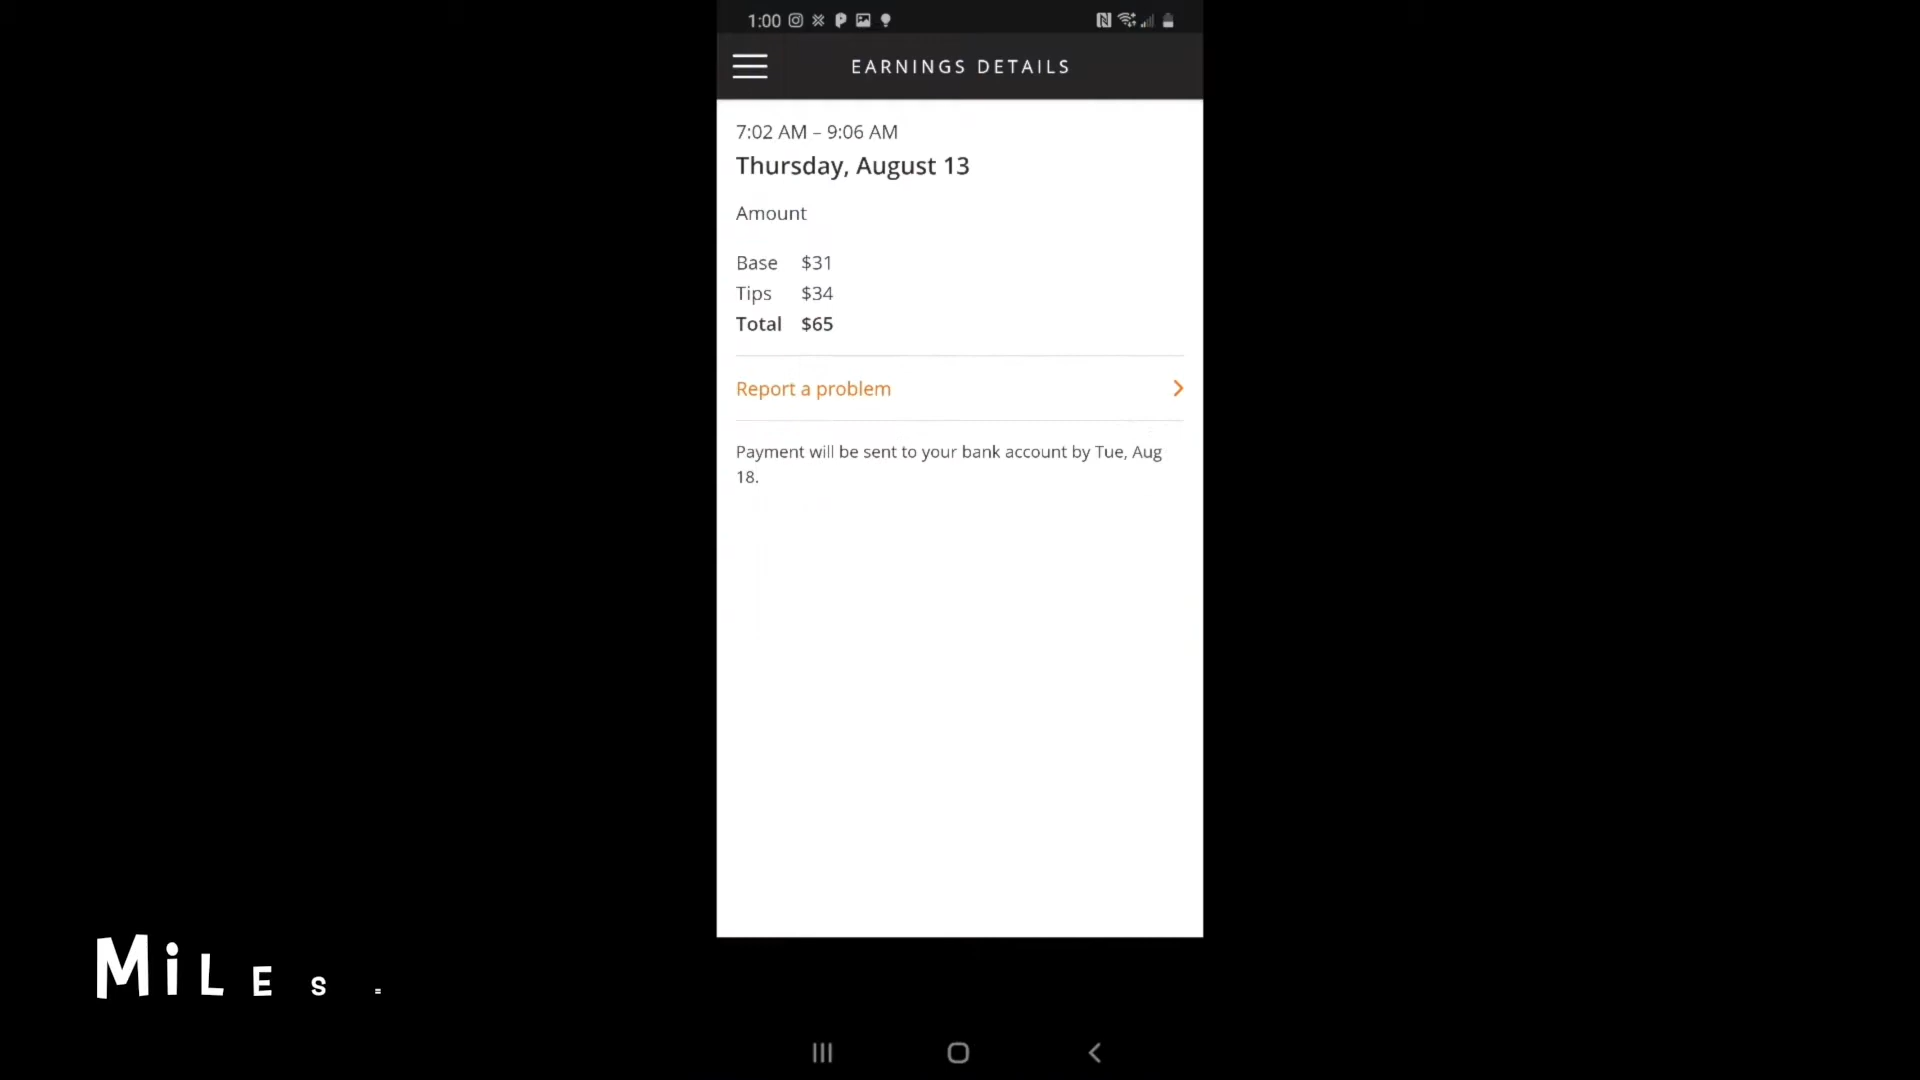 1:00
EARNINGS DETAILS
7:02 AM – 9:06 AM
Thursday, August 13
Amount
Base $31
Tips $34
Total $65
Report a problem
Payment will be sent to your bank account by Tue, Aug
18.
MiLEs =